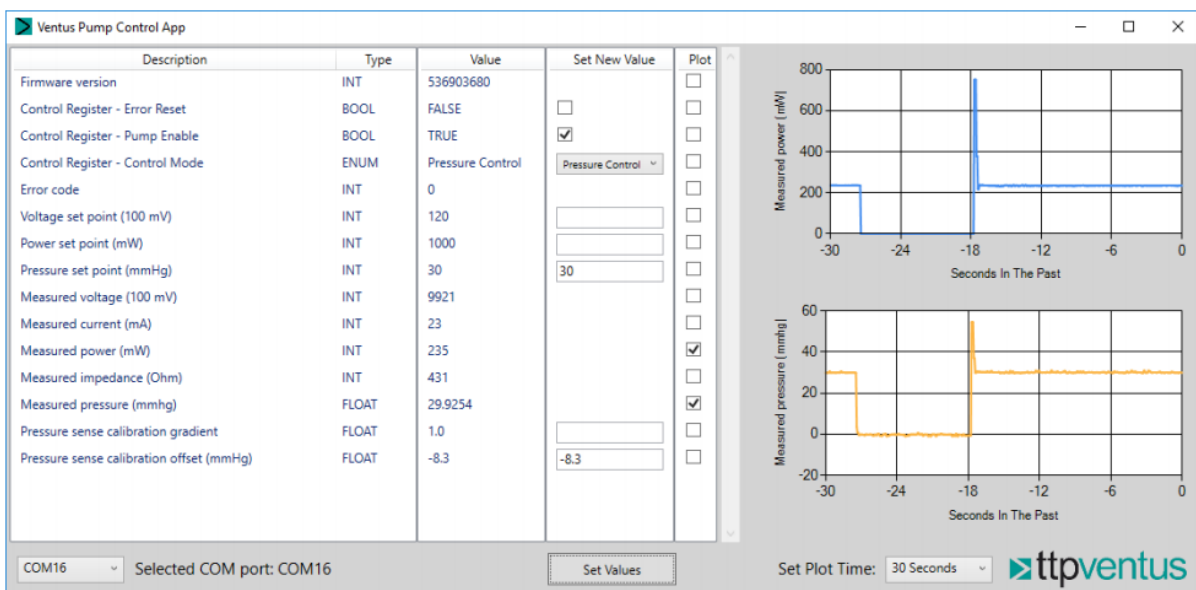 Ventus Pump Control App
Description Type Value Set New Value Plot
Firmware version INT 536903680
Control Register - Error Reset BOOL FALSE
Control Register - Pump Enable BOOL TRUE
Control Register - Control Mode ENUM Pressure Control Pressure Control
Error code INT 0
Voltage set point (100 mV) INT 120
Power set point (mW) INT 1000
Pressure set point (mmHg) INT 30 30
Measured voltage (100 mV) INT 9921
Measured current (mA) INT 23
Measured power (mW) INT 235
Measured impedance (Ohm) INT 431
Measured pressure (mmhg) FLOAT 29.9254
Pressure sense calibration gradient FLOAT 1.0
Pressure sense calibration offset (mmHg) FLOAT -8.3 -8.3
Measured power (mW)
800
600
400
200
0
-30 -24 -18 -12 -6 0
Seconds In The Past
Measured pressure (mmhg)
60
40
20
0
-20
-30 -24 -18 -12 -6 0
Seconds In The Past
COM16 Selected COM port: COM16 Set Values Set Plot Time: 30 Seconds ttpventus